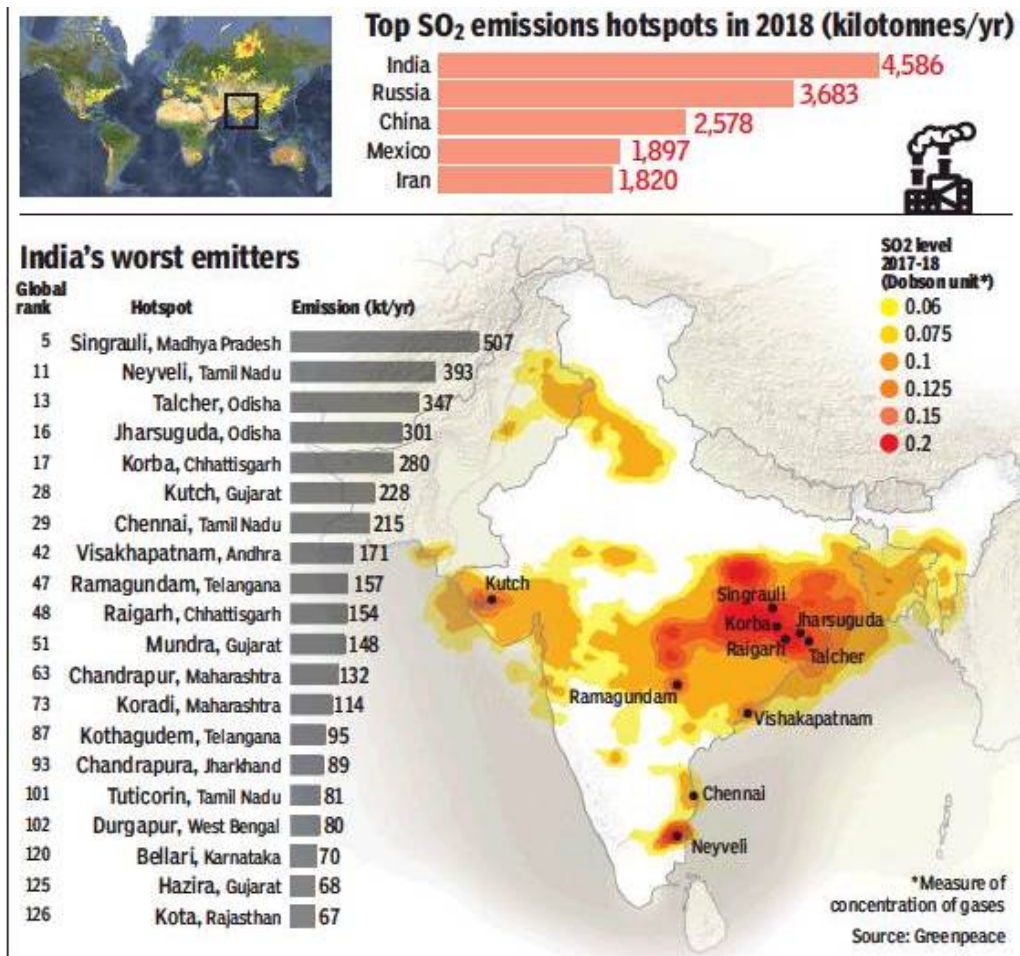 Top SO₂ emissions hotspots in 2018 (kilotonnes/yr)
India 4,586
Russia 3,683
China 2,578
Mexico 1,897
Iran 1,820
India's worst emitters
Global rank Hotspot Emission (kt/yr)
5 Singrauli, Madhya Pradesh 507
11 Neyveli, Tamil Nadu 393
13 Talcher, Odisha 347
16 Jharsuguda, Odisha 301
17 Korba, Chhattisgarh 280
28 Kutch, Gujarat 228
29 Chennai, Tamil Nadu 215
42 Visakhapatnam, Andhra 171
47 Ramagundam, Telangana 157
48 Raigarh, Chhattisgarh 154
51 Mundra, Gujarat 148
63 Chandrapur, Maharashtra 132
73 Koradi, Maharashtra 114
87 Kothagudem, Telangana 95
93 Chandrapura, Jharkhand 89
101 Tuticorin, Tamil Nadu 81
102 Durgapur, West Bengal 80
120 Bellari, Karnataka 70
125 Hazira, Gujarat 68
126 Kota, Rajasthan 67
SO2 level
2017-18
(Dobson unit*)
0.06
0.075
0.1
0.125
0.15
0.2
Kutch
Singrauli
Korba
Jharsuguda
Raigarh
Talcher
Ramagundam
Vishakapatnam
Chennai
Neyveli
*Measure of
concentration of gases
Source: Greenpeace